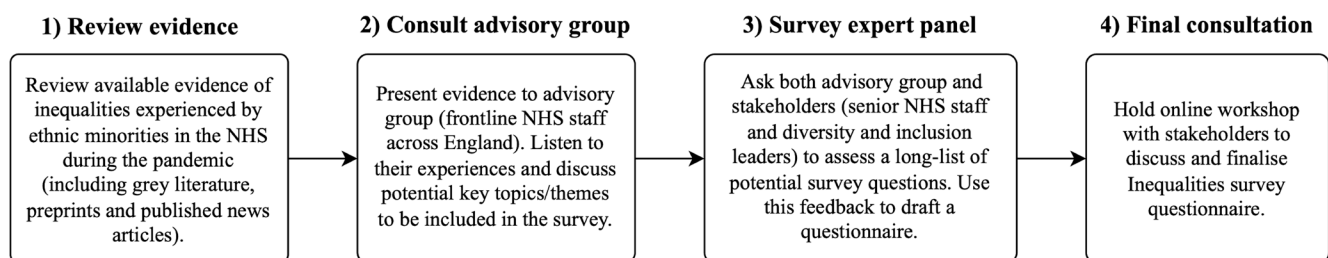 1) Review evidence
Review available evidence of
inequalities experienced by
ethnic minorities in the NHS
during the pandemic
(including grey literature,
preprints and published news
articles).
2) Consult advisory group
Present evidence to advisory
group (frontline NHS staff
across England). Listen to
their experiences and discuss
potential key topics/themes
to be included in the survey.
3) Survey expert panel
Ask both advisory group and
stakeholders (senior NHS staff
and diversity and inclusion
leaders) to assess a long-list of
potential survey questions. Use
this feedback to draft a
questionnaire.
4) Final consultation
Hold online workshop
with stakeholders to
discuss and finalise
Inequalities survey
questionnaire.